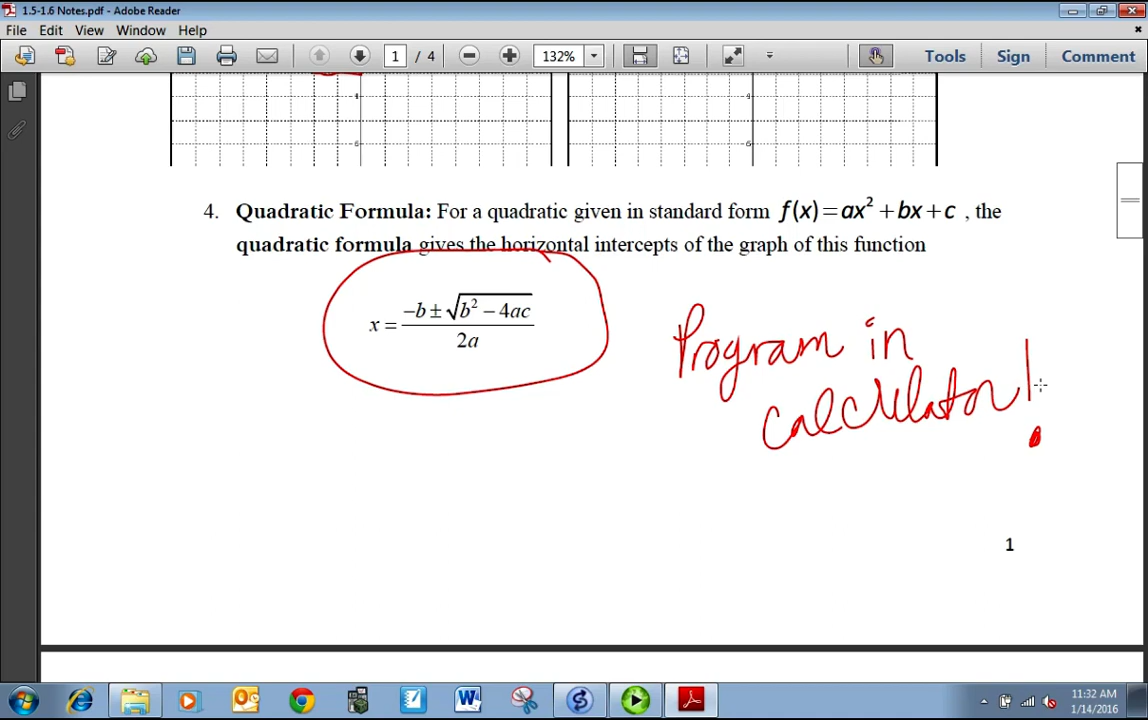 1.5-1.6 Notes.pdf - Adobe Reader
File Edit View Window Help
1 / 4 132% Tools Sign Comment
4. Quadratic Formula: For a quadratic given in standard form f(x)=ax²+bx+c , the
quadratic formula gives the horizontal intercepts of the graph of this function
x = (-b ± √(b² − 4ac)) / 2a
Program in
calculator!
1
11:32 AM
1/14/2016